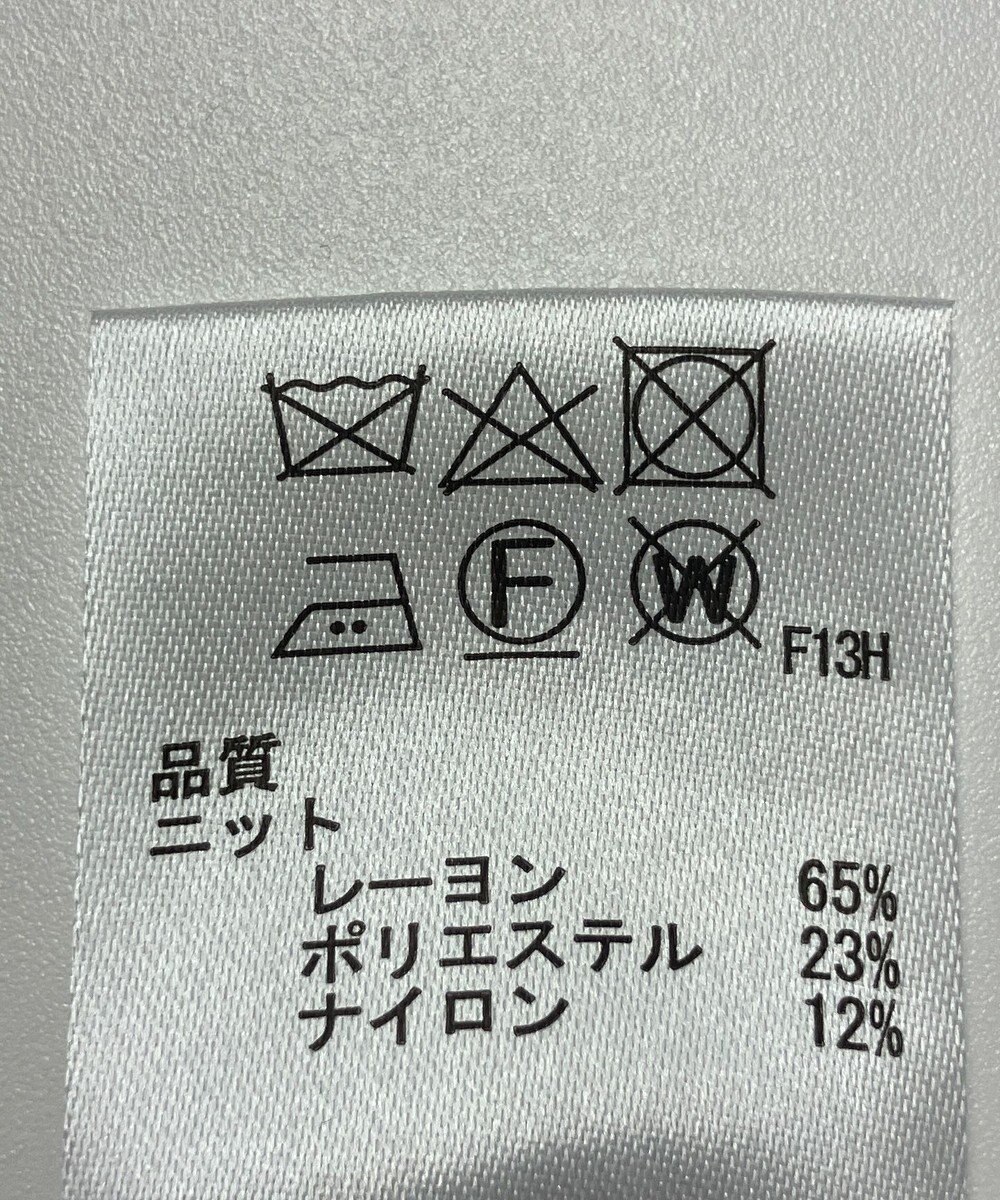 F W F13H
品質
ニット
レーヨン 65%
ポリエステル 23%
ナイロン 12%